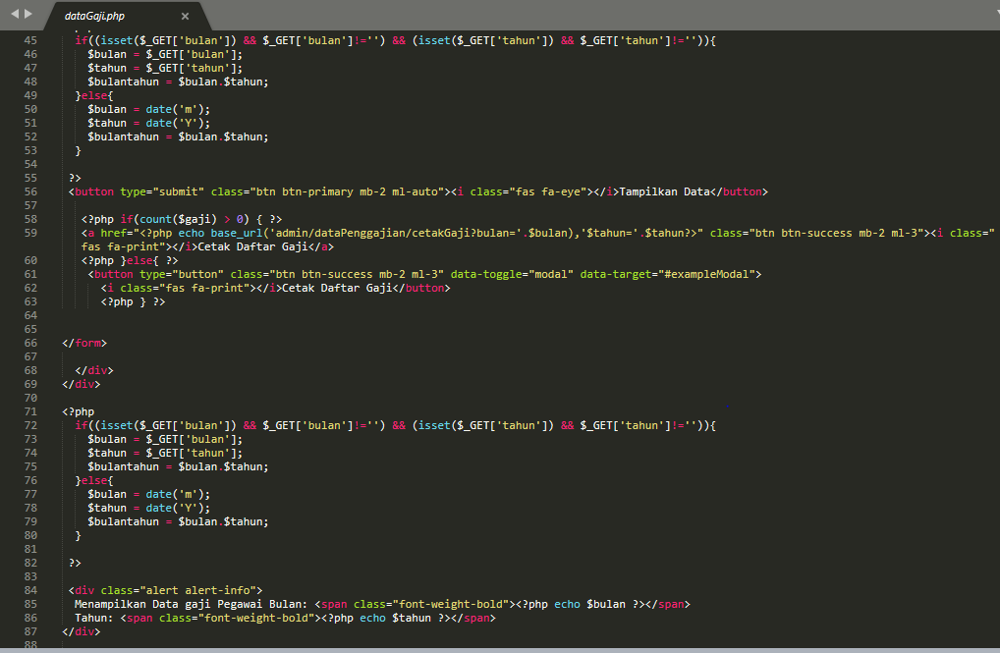 dataGaji.php ×
45 if((isset($_GET['bulan']) && $_GET['bulan']!='') && (isset($_GET['tahun']) && $_GET['tahun']!='')){
46 $bulan = $_GET['bulan'];
47 $tahun = $_GET['tahun'];
48 $bulantahun = $bulan.$tahun;
49 }else{
50 $bulan = date('m');
51 $tahun = date('Y');
52 $bulantahun = $bulan.$tahun;
53 }
54
55 ?>
56 <button type="submit" class="btn btn-primary mb-2 ml-auto"><i class="fas fa-eye"></i>Tampilkan Data</button>
57
58 <?php if(count($gaji) > 0) { ?>
59 <a href="<?php echo base_url('admin/dataPenggajian/cetakGaji?bulan='.$bulan),'$tahun='.$tahun?>" class="btn btn-success mb-2 ml-3"><i class="
fas fa-print"></i>Cetak Daftar Gaji</a>
60 <?php }else{ ?>
61 <button type="button" class="btn btn-success mb-2 ml-3" data-toggle="modal" data-target="#exampleModal">
62 <i class="fas fa-print"></i>Cetak Daftar Gaji</button>
63 <?php } ?>
64
65
66 </form>
67
68 </div>
69 </div>
70
71 <?php
72 if((isset($_GET['bulan']) && $_GET['bulan']!='') && (isset($_GET['tahun']) && $_GET['tahun']!='')){
73 $bulan = $_GET['bulan'];
74 $tahun = $_GET['tahun'];
75 $bulantahun = $bulan.$tahun;
76 }else{
77 $bulan = date('m');
78 $tahun = date('Y');
79 $bulantahun = $bulan.$tahun;
80 }
81
82 ?>
83
84 <div class="alert alert-info">
85 Menampilkan Data gaji Pegawai Bulan: <span class="font-weight-bold"><?php echo $bulan ?></span>
86 Tahun: <span class="font-weight-bold"><?php echo $tahun ?></span>
87 </div>
88